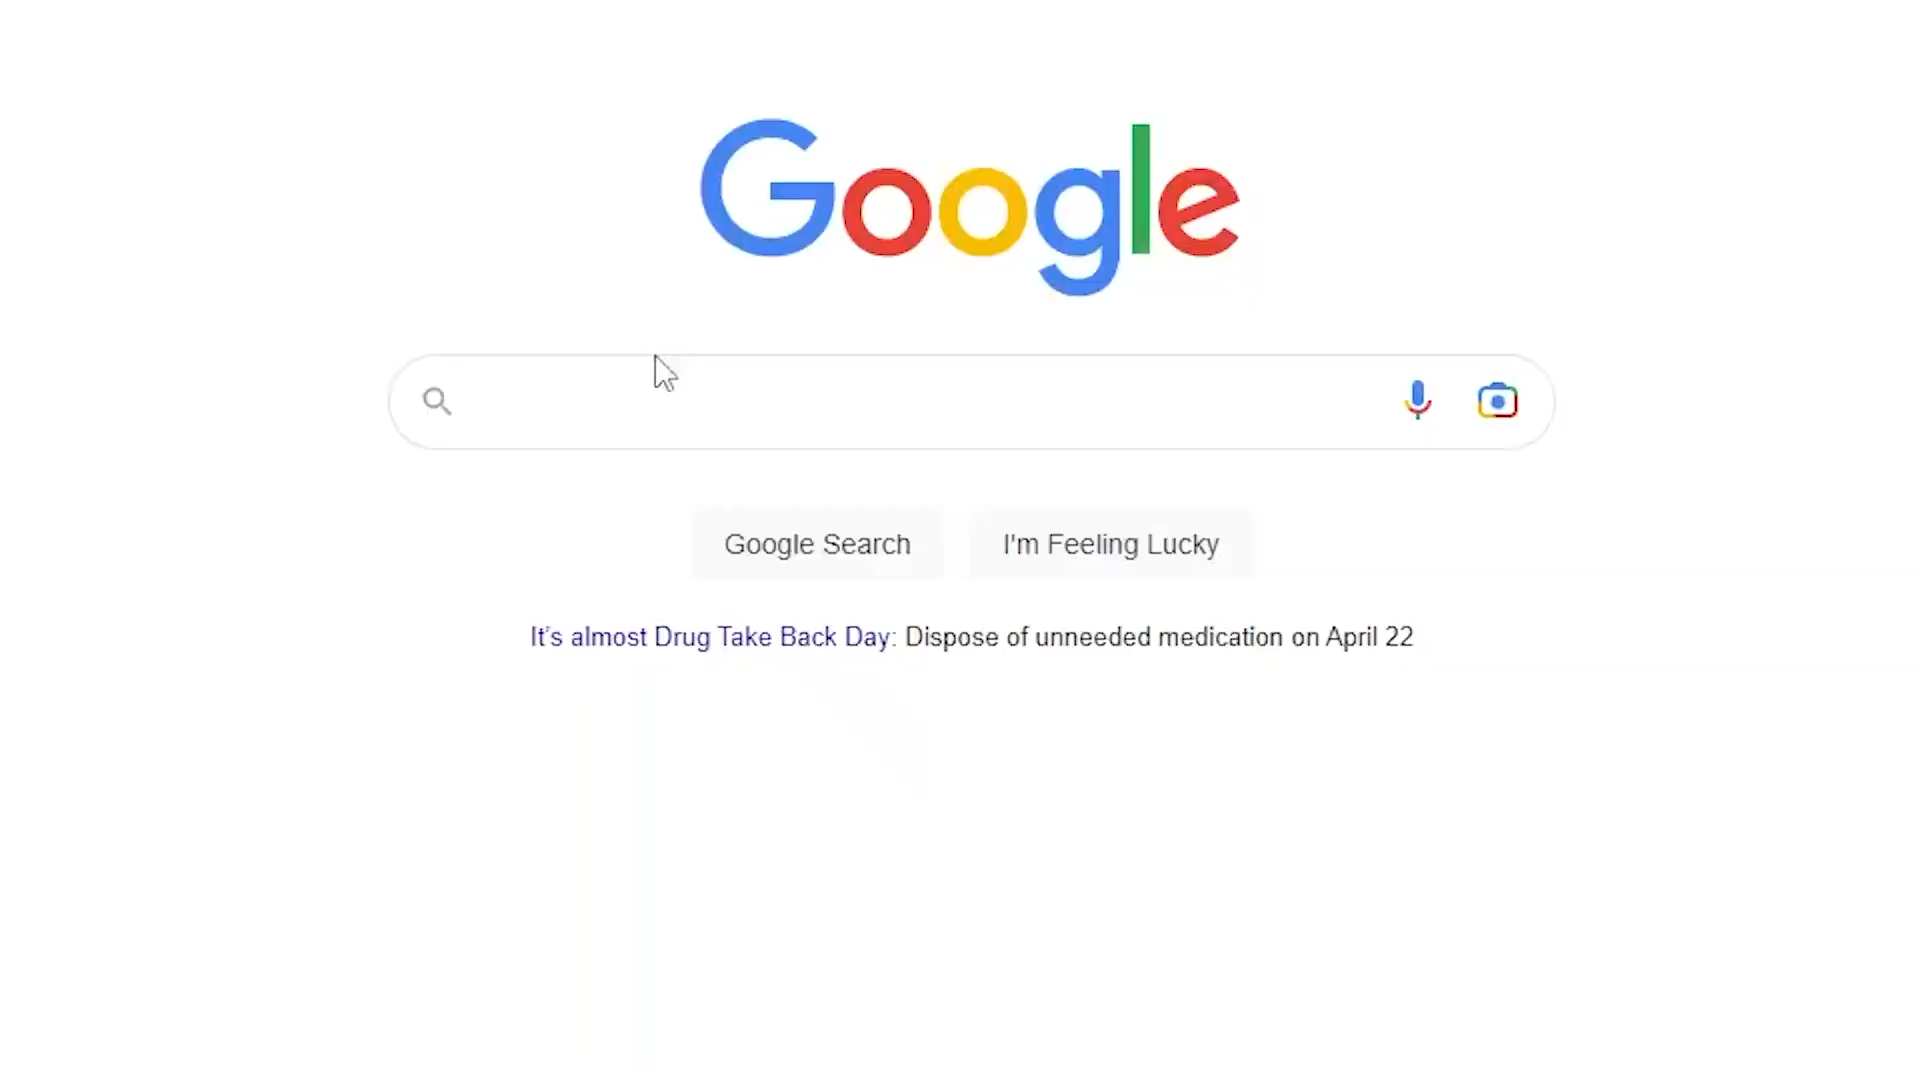 Google
Google Search
I'm Feeling Lucky
It's almost Drug Take Back Day: Dispose of unneeded medication on April 22